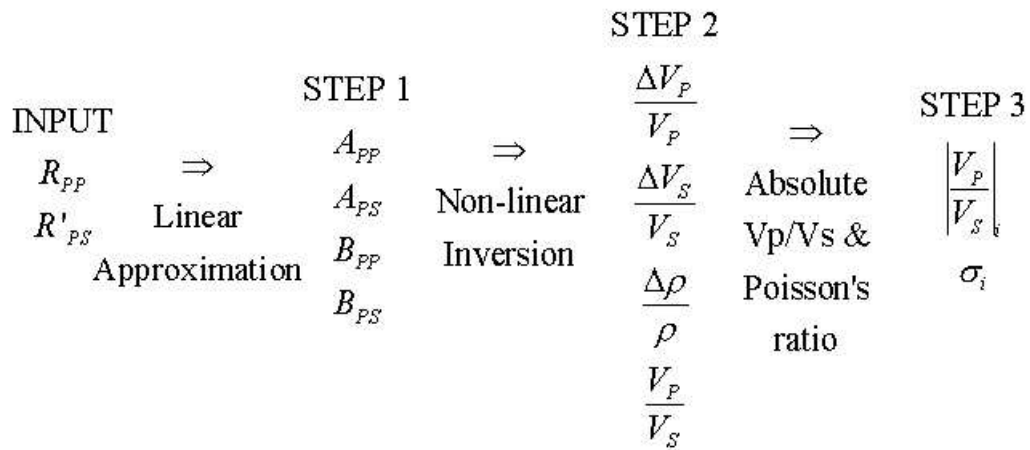 INPUT
R_PP
R'_PS
⇒
Linear
Approximation
STEP 1
A_PP
A_PS
B_PP
B_PS
⇒
Non-linear
Inversion
STEP 2
ΔV_P
V_P
ΔV_S
V_S
Δρ
ρ
V_P
V_S
⇒
Absolute
Vp/Vs &
Poisson's
ratio
STEP 3
|V_P
V_S|_i
σ_i